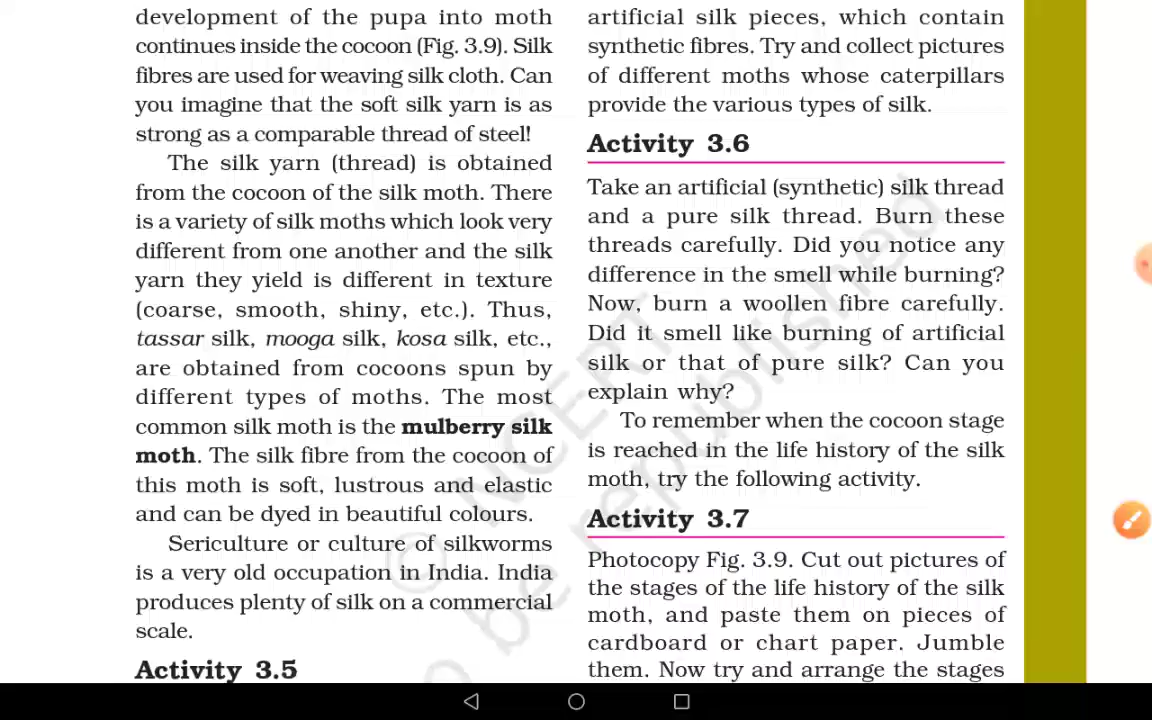 development of the pupa into moth
continues inside the cocoon (Fig. 3.9). Silk
fibres are used for weaving silk cloth. Can
you imagine that the soft silk yarn is as
strong as a comparable thread of steel!
The silk yarn (thread) is obtained
from the cocoon of the silk moth. There
is a variety of silk moths which look very
different from one another and the silk
yarn they yield is different in texture
(coarse, smooth, shiny, etc.). Thus,
tassar silk, mooga silk, kosa silk, etc.,
are obtained from cocoons spun by
different types of moths. The most
common silk moth is the mulberry silk
moth. The silk fibre from the cocoon of
this moth is soft, lustrous and elastic
and can be dyed in beautiful colours.
Sericulture or culture of silkworms
is a very old occupation in India. India
produces plenty of silk on a commercial
scale.
Activity 3.5
artificial silk pieces, which contain
synthetic fibres. Try and collect pictures
of different moths whose caterpillars
provide the various types of silk.
Activity 3.6
Take an artificial (synthetic) silk thread
and a pure silk thread. Burn these
threads carefully. Did you notice any
difference in the smell while burning?
Now, burn a woollen fibre carefully.
Did it smell like burning of artificial
silk or that of pure silk? Can you
explain why?
To remember when the cocoon stage
is reached in the life history of the silk
moth, try the following activity.
Activity 3.7
Photocopy Fig. 3.9. Cut out pictures of
the stages of the life history of the silk
moth, and paste them on pieces of
cardboard or chart paper. Jumble
them. Now try and arrange the stages
© NCERT
be republished